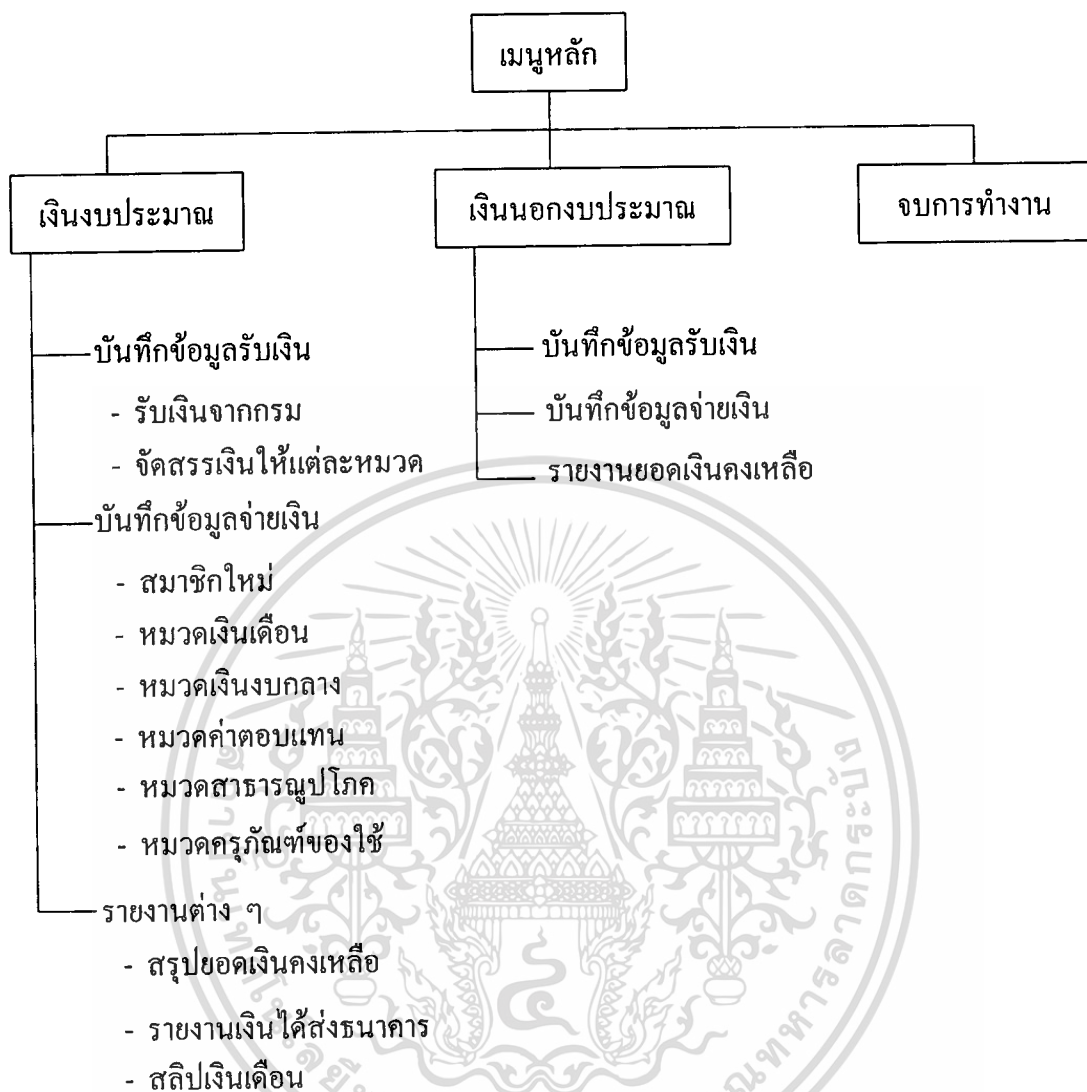 เมนูหลัก
เงินงบประมาณ
เงินนอกงบประมาณ
จบการทำงาน
บันทึกข้อมูลรับเงิน
- รับเงินจากกรม
- จัดสรรเงินให้แต่ละหมวด
บันทึกข้อมูลจ่ายเงิน
- สมาชิกใหม่
- หมวดเงินเดือน
- หมวดเงินงบกลาง
- หมวดค่าตอบแทน
- หมวดสาธารณูปโภค
- หมวดครุภัณฑ์ของใช้
รายงานต่าง ๆ
- สรุปยอดเงินคงเหลือ
- รายงานเงินได้ส่งธนาคาร
- สลิปเงินเดือน
บันทึกข้อมูลรับเงิน
บันทึกข้อมูลจ่ายเงิน
รายงานยอดเงินคงเหลือ